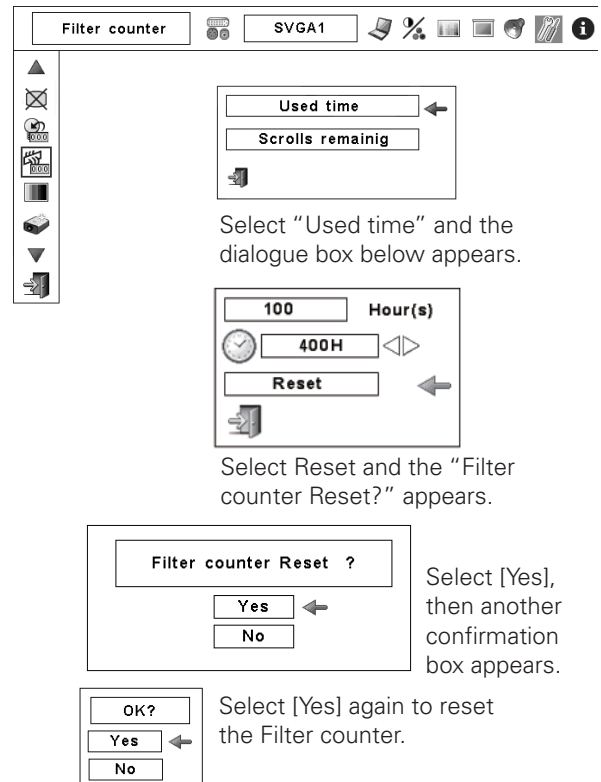 Filter counter SVGA1
Used time
Scrolls remainig
Select “Used time” and the
dialogue box below appears.
100 Hour(s)
400H
Reset
Select Reset and the “Filter
counter Reset?” appears.
Filter counter Reset ?
Yes
No
Select [Yes],
then another
confirmation
box appears.
OK?
Yes
No
Select [Yes] again to reset
the Filter counter.